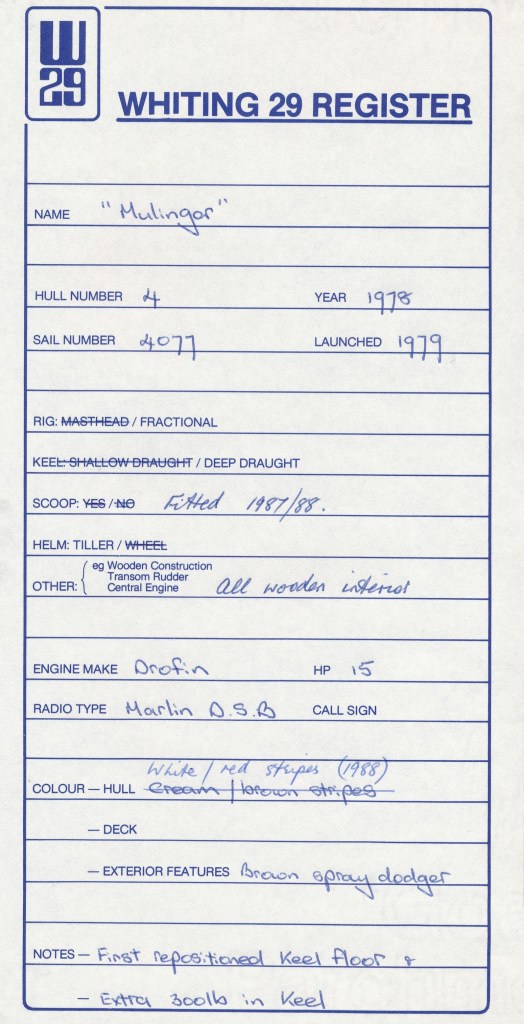 W
29
WHITING 29 REGISTER
NAME "Mulingar"
HULL NUMBER 4 YEAR 1978
SAIL NUMBER 4077 LAUNCHED 1979
RIG: MASTHEAD / FRACTIONAL
KEEL: SHALLOW DRAUGHT / DEEP DRAUGHT
SCOOP: YES / NO Fitted 1987/88.
HELM: TILLER / WHEEL
eg Wooden Construction
Transom Rudder
OTHER: { Central Engine All wooden interior
ENGINE MAKE Drofin HP 15
RADIO TYPE Marlin D.S.B CALL SIGN
White / red stripes (1988)
COLOUR — HULL Cream / brown stripes
— DECK
— EXTERIOR FEATURES Brown spray dodger
NOTES — First repositioned Keel floor &
— Extra 300lb in Keel